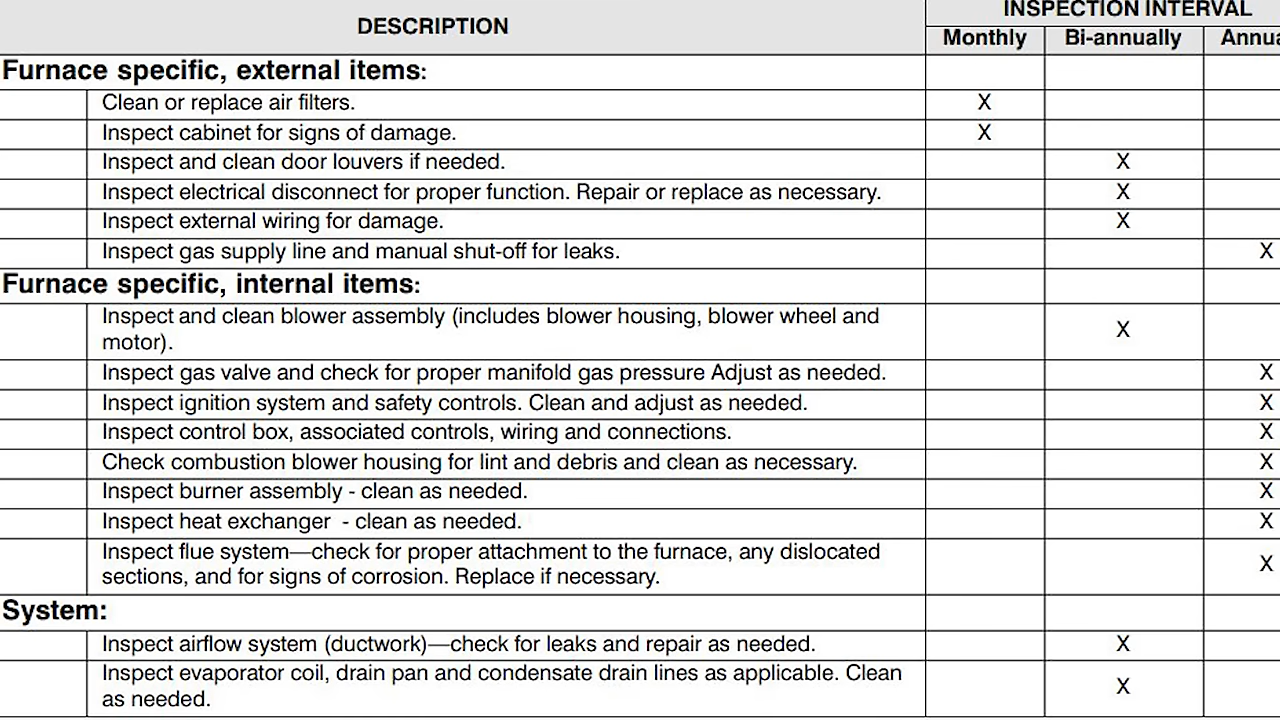 INSPECTION INTERVAL
DESCRIPTION
Monthly Bi-annually
Furnace specific, external items:
Clean or replace air filters. X
Inspect cabinet for signs of damage. X
Inspect and clean door louvers if needed. X
Inspect electrical disconnect for proper function. Repair or replace as necessary. X
Inspect external wiring for damage. X
Inspect gas supply line and manual shut-off for leaks. X
Furnace specific, internal items:
Inspect and clean blower assembly (includes blower housing, blower wheel and
motor). X
Inspect gas valve and check for proper manifold gas pressure Adjust as needed. X
Inspect ignition system and safety controls. Clean and adjust as needed. X
Inspect control box, associated controls, wiring and connections. X
Check combustion blower housing for lint and debris and clean as necessary. X
Inspect burner assembly - clean as needed. X
Inspect heat exchanger - clean as needed. X
Inspect flue system—check for proper attachment to the furnace, any dislocated
sections, and for signs of corrosion. Replace if necessary. X
System:
Inspect airflow system (ductwork)—check for leaks and repair as needed. X
Inspect evaporator coil, drain pan and condensate drain lines as applicable. Clean
as needed. X